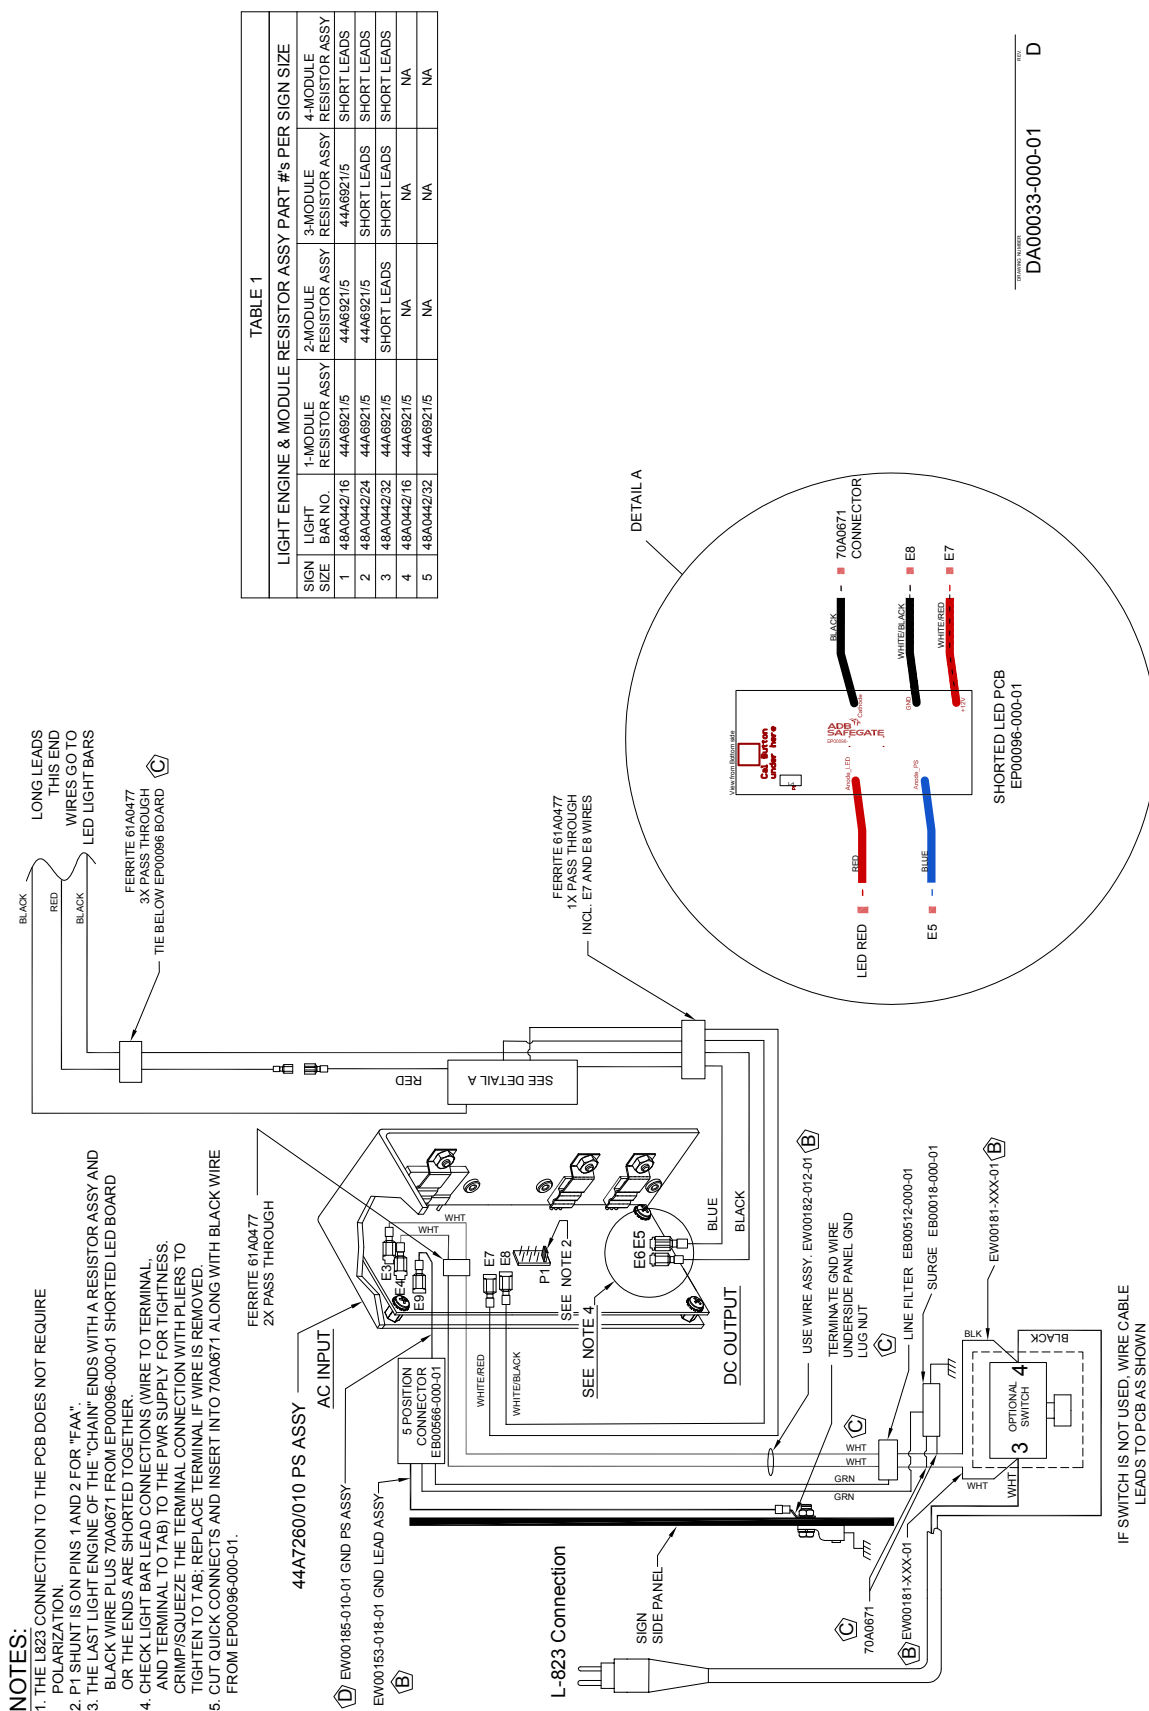 NOTES:
1. THE L823 CONNECTION TO THE PCB DOES NOT REQUIRE
POLARIZATION.
2. P1 SHUNT IS ON PINS 1 AND 2 FOR "FAA".
3. THE LAST LIGHT ENGINE OF THE "CHAIN" ENDS WITH A RESISTOR ASSY AND
BLACK WIRE PLUS 70A0671 FROM EP00096-000-01 SHORTED LED BOARD
OR THE ENDS ARE SHORTED TOGETHER.
4. CHECK LIGHT BAR LEAD CONNECTIONS (WIRE TO TERMINAL,
AND TERMINAL TO TAB) TO THE PWR SUPPLY FOR TIGHTNESS.
CRIMP/SQUEEZE THE TERMINAL CONNECTION WITH PLIERS TO
TIGHTEN TO TAB; REPLACE TERMINAL IF WIRE IS REMOVED.
5. CUT QUICK CONNECTS AND INSERT INTO 70A0671 ALONG WITH BLACK WIRE
FROM EP00096-000-01.
BLACK
RED
BLACK
LONG LEADS
THIS END
WIRES GO TO
LED LIGHT BARS
FERRITE 61A0477
3X PASS THROUGH
TIE BELOW EP00096 BOARD
C
TABLE 1
LIGHT ENGINE & MODULE RESISTOR ASSY PART #'s PER SIGN SIZE
SIGN SIZE LIGHT BAR NO. 1-MODULE RESISTOR ASSY 2-MODULE RESISTOR ASSY 3-MODULE RESISTOR ASSY 4-MODULE RESISTOR ASSY
1 48A0442/16 44A6921/5 44A6921/5 44A6921/5 SHORT LEADS
2 48A0442/24 44A6921/5 44A6921/5 SHORT LEADS SHORT LEADS
3 48A0442/32 44A6921/5 SHORT LEADS SHORT LEADS SHORT LEADS
4 48A0442/16 44A6921/5 NA NA NA
5 48A0442/32 44A6921/5 NA NA NA
FERRITE 61A0477
2X PASS THROUGH
44A7260/010 PS ASSY
AC INPUT
D
EW00185-010-01 GND PS ASSY
EW00153-018-01 GND LEAD ASSY
B
5 POSITION
CONNECTOR
EB00566-000-01
E3
E4
E9
WHT
WHT
E7
E8
P1
SEE NOTE 2
SEE NOTE 4
E6
E5
DC OUTPUT
BLUE
BLACK
WHITE/RED
WHITE/BLACK
RED
SEE DETAIL A
FERRITE 61A0477
1X PASS THROUGH
INCL. E7 AND E8 WIRES
DETAIL A
View from Bottom side
Cal Button
under here
ADB
SAFEGATE
Anode_LED
Cathode
Anode_PS
GND
+12V
RED
LED RED
BLUE
E5
BLACK
70A0671
CONNECTOR
WHITE/BLACK
E8
WHITE/RED
E7
SHORTED LED PCB
EP00096-000-01
L-823 Connection
SIGN
SIDE PANEL
USE WIRE ASSY. EW00182-012-01
B
TERMINATE GND WIRE
UNDERSIDE PANEL GND
LUG NUT
GRN
GRN
WHT
WHT
C
C
LINE FILTER EB00512-000-01
SURGE EB00018-000-01
C
70A0671
B
EW00181-XXX-01
EW00181-XXX-01
B
BLK
WHT
WHT
BLACK
3
OPTIONAL
SWITCH
4
IF SWITCH IS NOT USED, WIRE CABLE
LEADS TO PCB AS SHOWN
DRAWING NUMBER:
DA00033-000-01
REV:
D